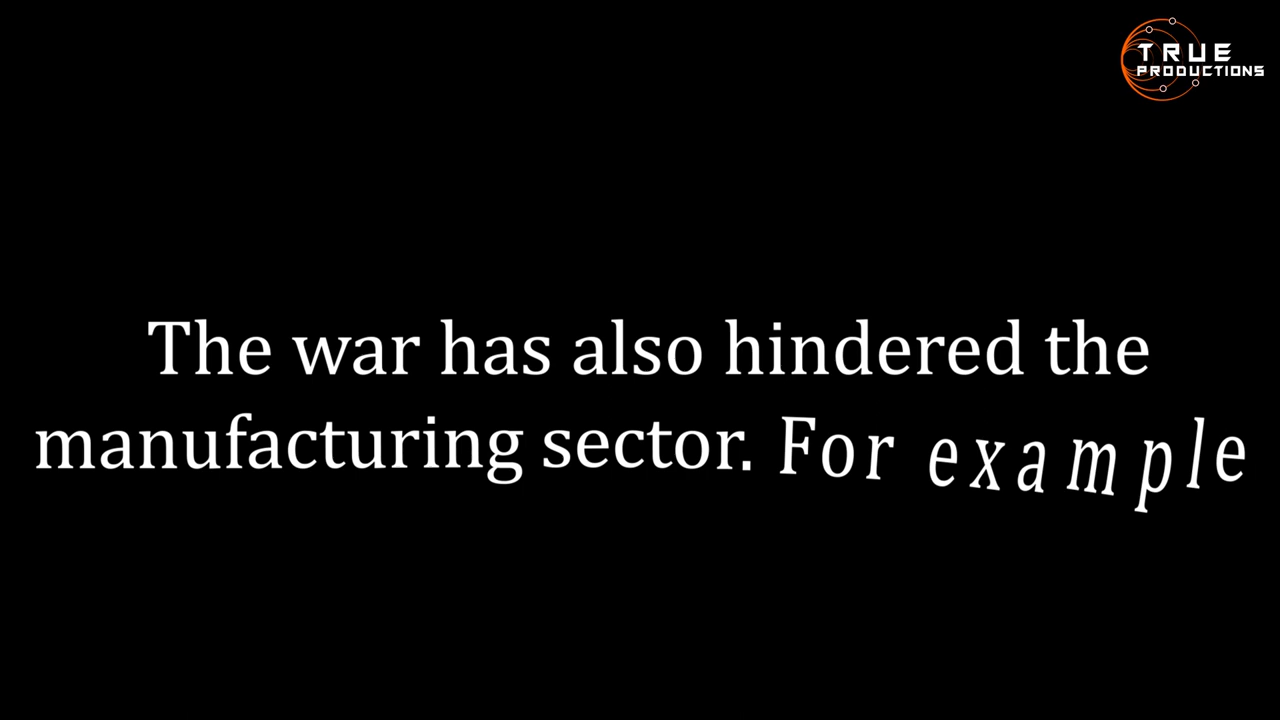 TRUE
PRODUCTIONS
The war has also hindered the
manufacturing sector. For example